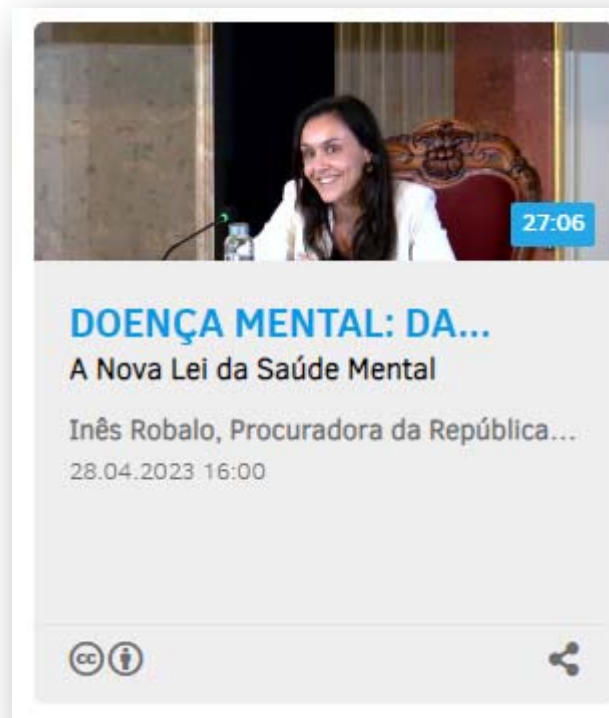 27:06
DOENÇA MENTAL: DA...
A Nova Lei da Saúde Mental
Inês Robalo, Procuradora da República...
28.04.2023 16:00
cc